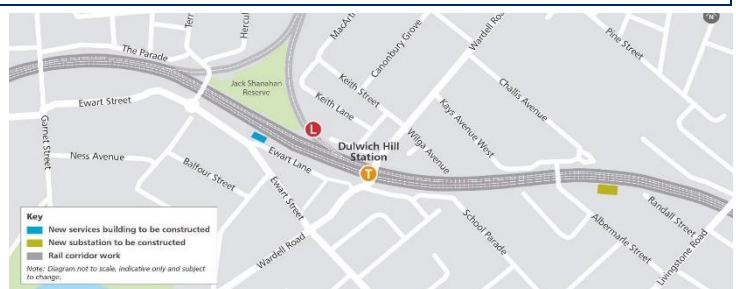 N
Terr
Hercul
MacArt
Canonbury Grove
Wardell Roa
Pine Street
The Parade
Jack Shanahan
Reserve
Keith Street
Keith Lane
Challis Avenue
Kays Avenue West
Ewart Street
Garnet Street
L
Dulwich Hill
Station
T
Wilga Avenue
Ness Avenue
Balfour Street
Ewart Lane
Ewart Street
Wardell Road
School Parade
Albermarle Street
Randall Street
Livingstone Road
Key
New services building to be constructed
New substation to be constructed
Rail corridor work
Note: Diagram not to scale, indicative only and subject
to change.